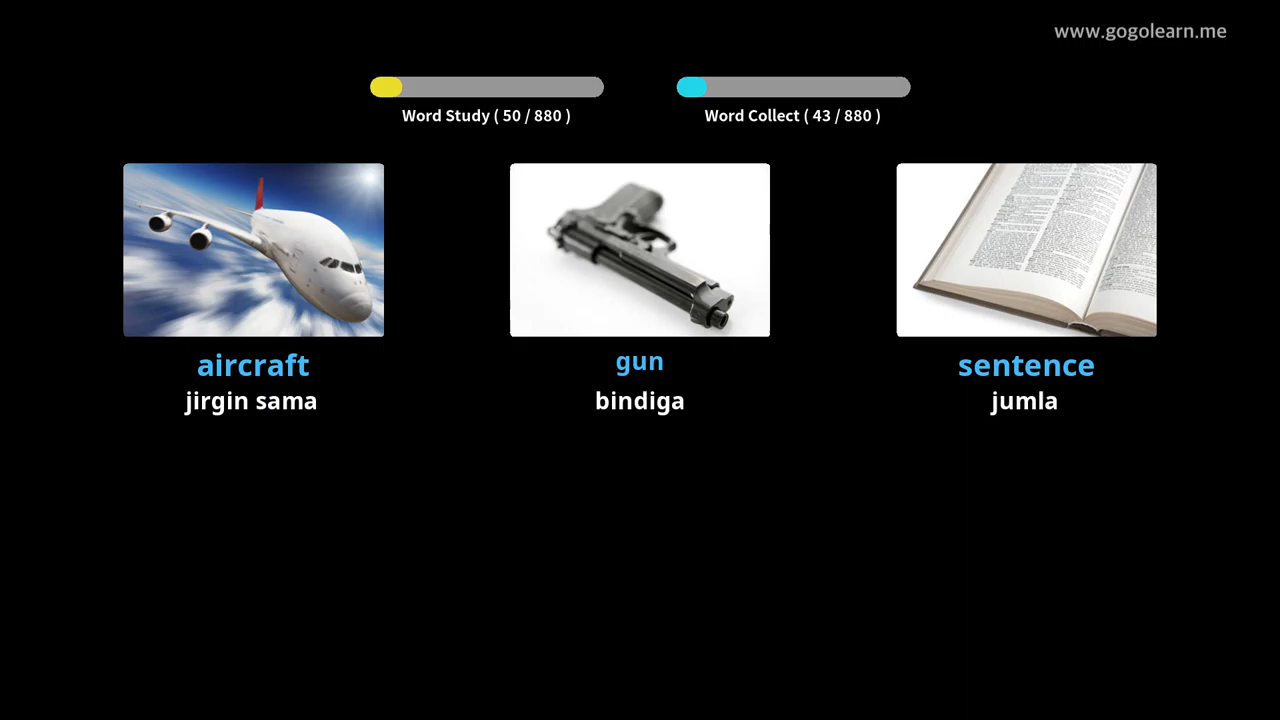 www.gogolearn.me
Word Study ( 50 / 880 )
Word Collect ( 43 / 880 )
aircraft
jirgin sama
gun
bindiga
sentence
jumla